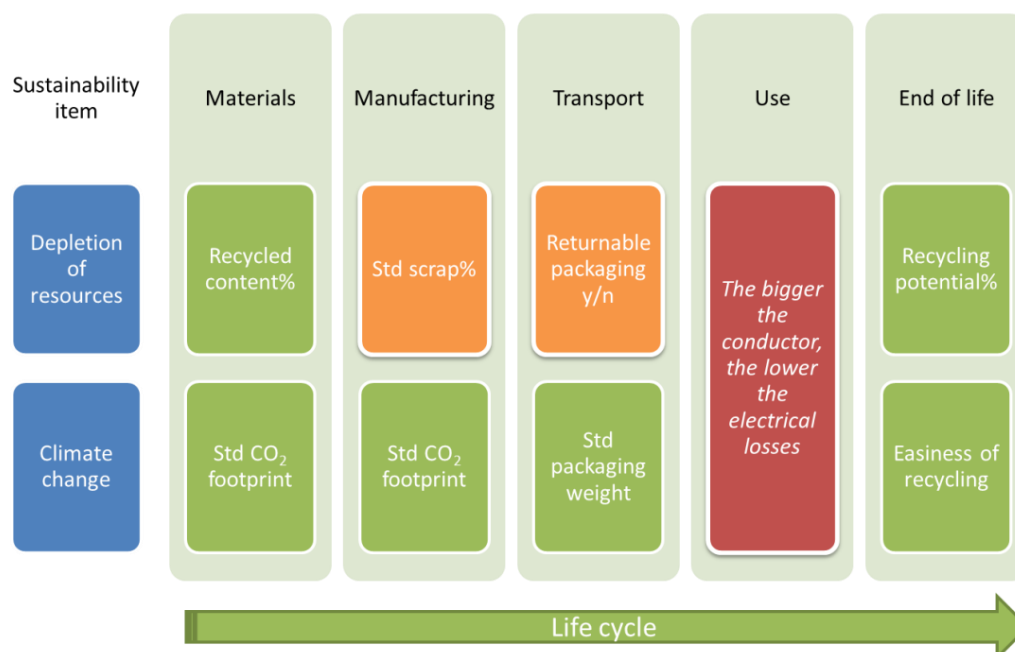 Sustainability
item
Materials
Manufacturing
Transport
Use
End of life
Depletion
of
resources
Recycled
content%
Std scrap%
Returnable
packaging
y/n
The bigger
the
conductor,
the lower
the
electrical
losses
Recycling
potential%
Climate
change
Std CO₂
footprint
Std CO₂
footprint
Std
packaging
weight
Easiness of
recycling
Life cycle